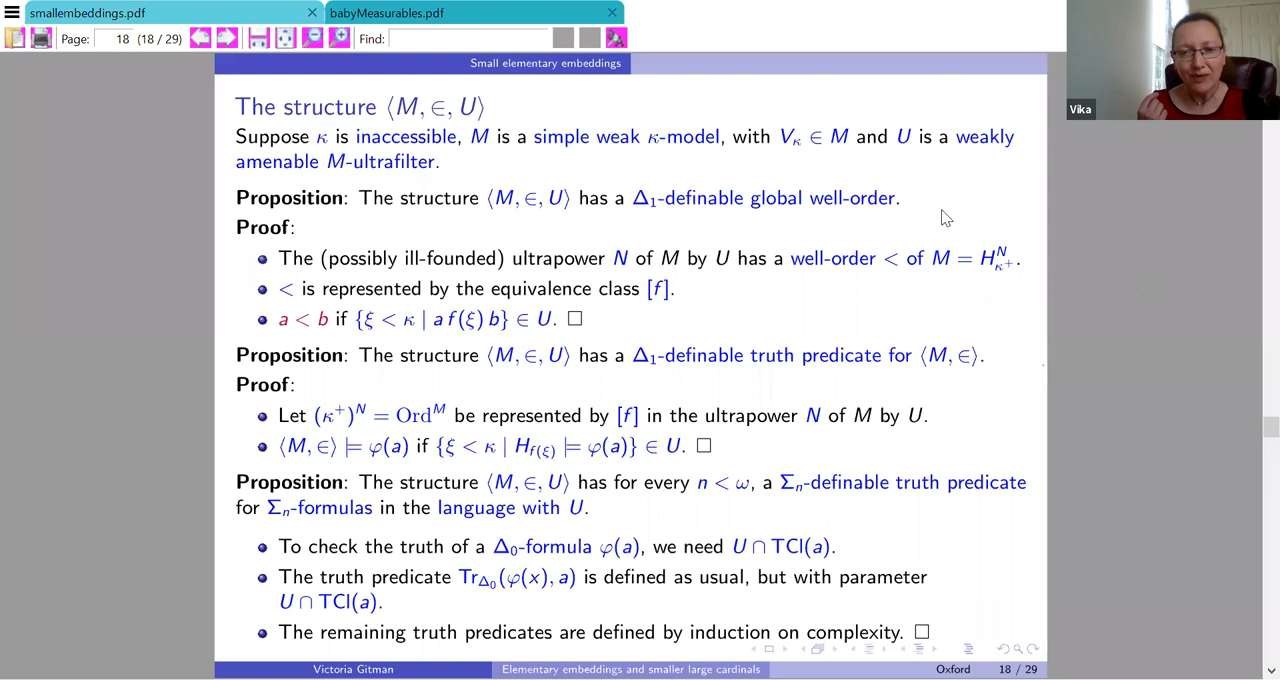 smallembeddings.pdf
babyMeasurables.pdf
Page: 18 (18 / 29)
Find:
Vika
Small elementary embeddings
The structure ⟨M, ∈, U⟩
Suppose κ is inaccessible, M is a simple weak κ-model, with V_κ ∈ M and U is a weakly
amenable M-ultrafilter.
Proposition: The structure ⟨M, ∈, U⟩ has a Δ₁-definable global well-order.
Proof:
The (possibly ill-founded) ultrapower N of M by U has a well-order < of M = H^N_{κ⁺}.
< is represented by the equivalence class [f].
a < b if {ξ < κ | a f(ξ) b} ∈ U. □
Proposition: The structure ⟨M, ∈, U⟩ has a Δ₁-definable truth predicate for ⟨M, ∈⟩.
Proof:
Let (κ⁺)^N = Ord^M be represented by [f] in the ultrapower N of M by U.
⟨M, ∈⟩ ⊨ φ(a) if {ξ < κ | H_{f(ξ)} ⊨ φ(a)} ∈ U. □
Proposition: The structure ⟨M, ∈, U⟩ has for every n < ω, a Σₙ-definable truth predicate
for Σₙ-formulas in the language with U.
To check the truth of a Δ₀-formula φ(a), we need U ∩ TCl(a).
The truth predicate Tr_{Δ₀}(φ(x), a) is defined as usual, but with parameter
U ∩ TCl(a).
The remaining truth predicates are defined by induction on complexity. □
Victoria Gitman
Elementary embeddings and smaller large cardinals
Oxford
18 / 29